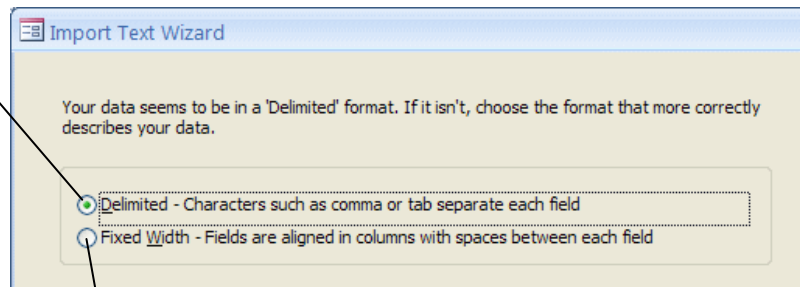 Import Text Wizard
Your data seems to be in a 'Delimited' format. If it isn't, choose the format that more correctly
describes your data.
Delimited - Characters such as comma or tab separate each field
Fixed Width - Fields are aligned in columns with spaces between each field